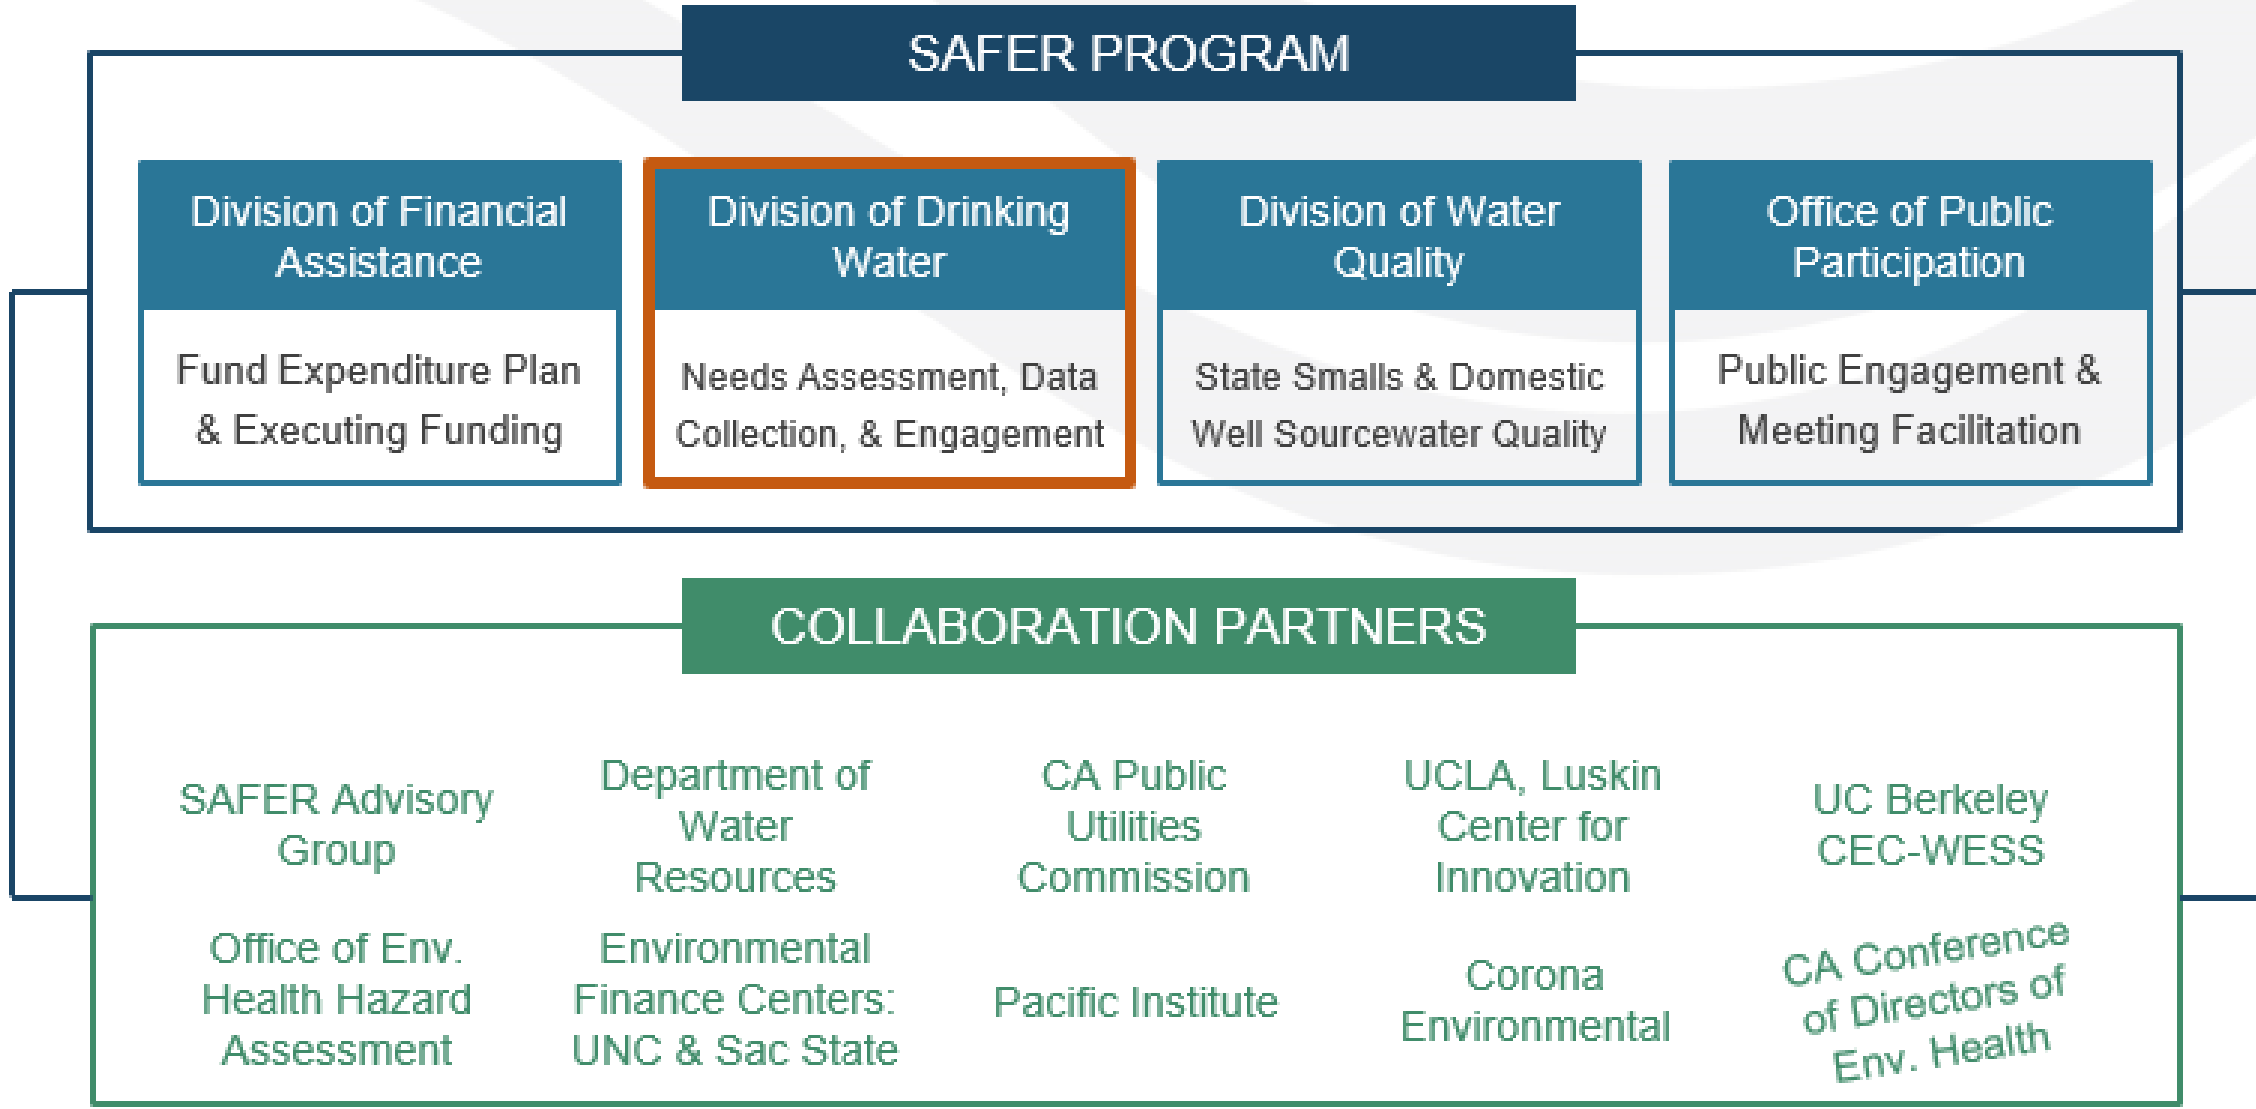 SAFER PROGRAM
Division of Financial
Assistance
Fund Expenditure Plan
& Executing Funding
Division of Drinking
Water
Needs Assessment, Data
Collection, & Engagement
Division of Water
Quality
State Smalls & Domestic
Well Sourcewater Quality
Office of Public
Participation
Public Engagement &
Meeting Facilitation
COLLABORATION PARTNERS
SAFER Advisory
Group
Department of
Water
Resources
CA Public
Utilities
Commission
UCLA, Luskin
Center for
Innovation
UC Berkeley
CEC-WESS
Office of Env.
Health Hazard
Assessment
Environmental
Finance Centers:
UNC & Sac State
Pacific Institute
Corona
Environmental
CA Conference
of Directors of
Env. Health